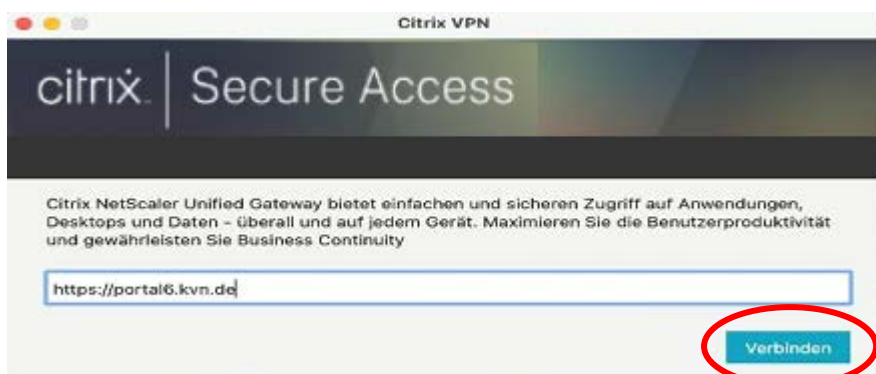 Citrix VPN
citrix. | Secure Access
Citrix NetScaler Unified Gateway bietet einfachen und sicheren Zugriff auf Anwendungen,
Desktops und Daten – überall und auf jedem Gerät. Maximieren Sie die Benutzerproduktivität
und gewährleisten Sie Business Continuity
https://portal6.kvn.de
Verbinden